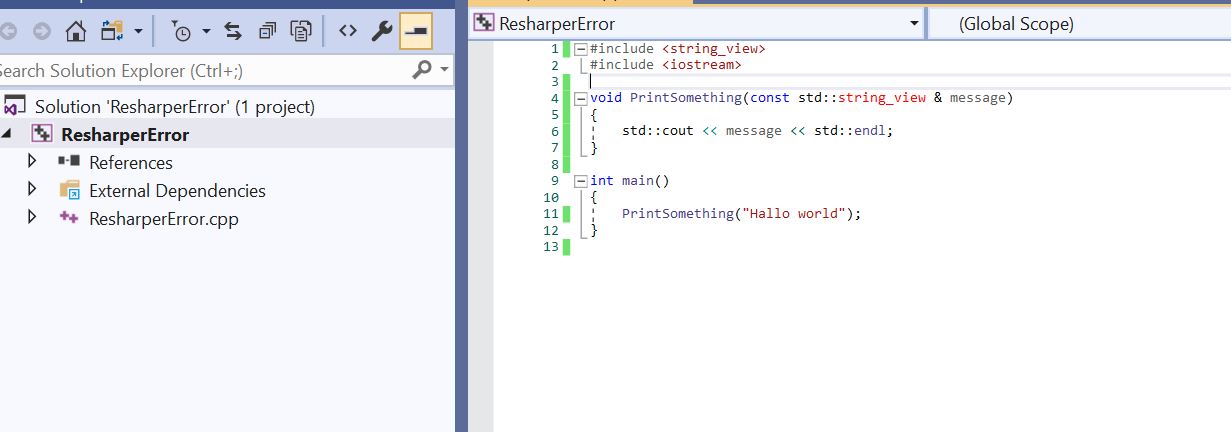 ResharperError
(Global Scope)
Search Solution Explorer (Ctrl+;)
Solution 'ResharperError' (1 project)
ResharperError
References
External Dependencies
ResharperError.cpp
1 #include <string_view>
2 #include <iostream>
3
4 void PrintSomething(const std::string_view & message)
5 {
6 std::cout << message << std::endl;
7 }
8
9 int main()
10 {
11 PrintSomething("Hallo world");
12 }
13